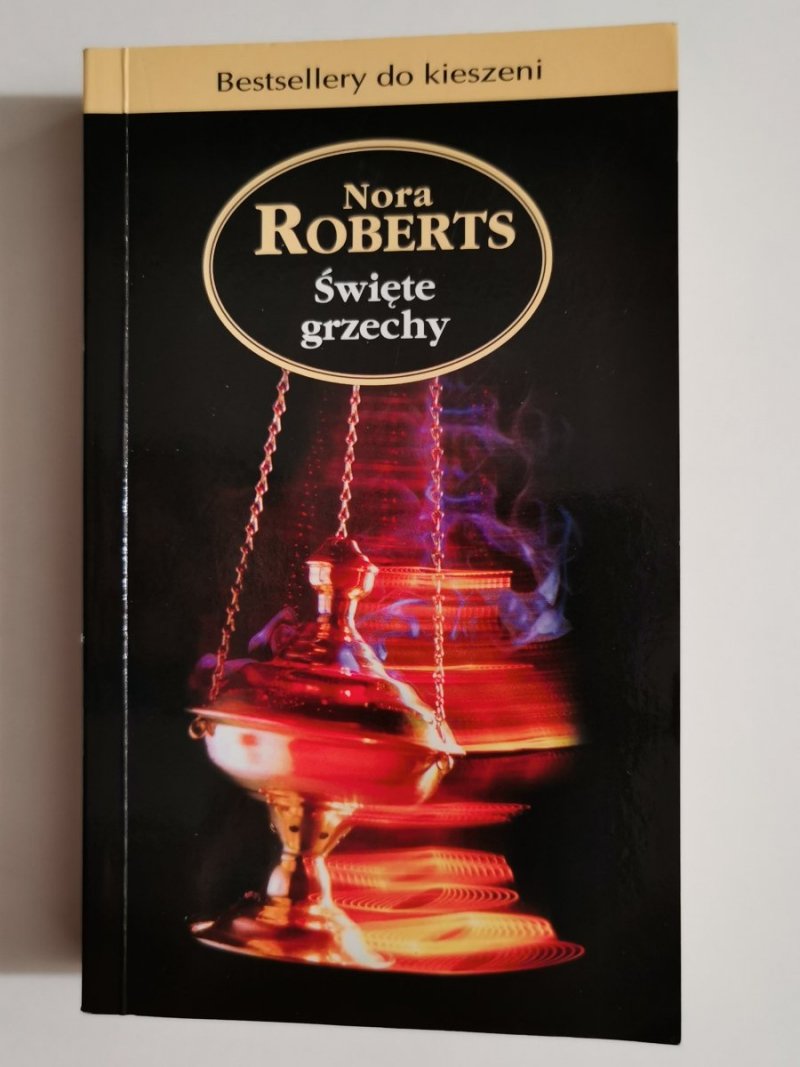 Bestsellery do kieszeni
Nora
ROBERTS
Święte
grzechy